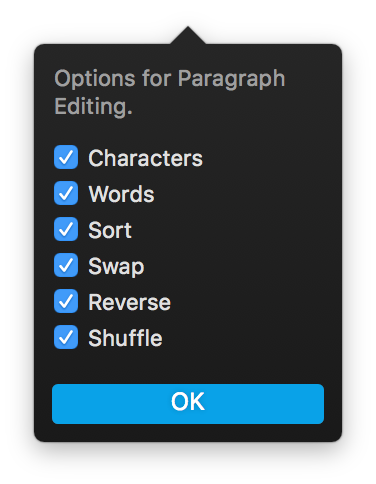 Options for Paragraph
Editing.
Characters
Words
Sort
Swap
Reverse
Shuffle
OK